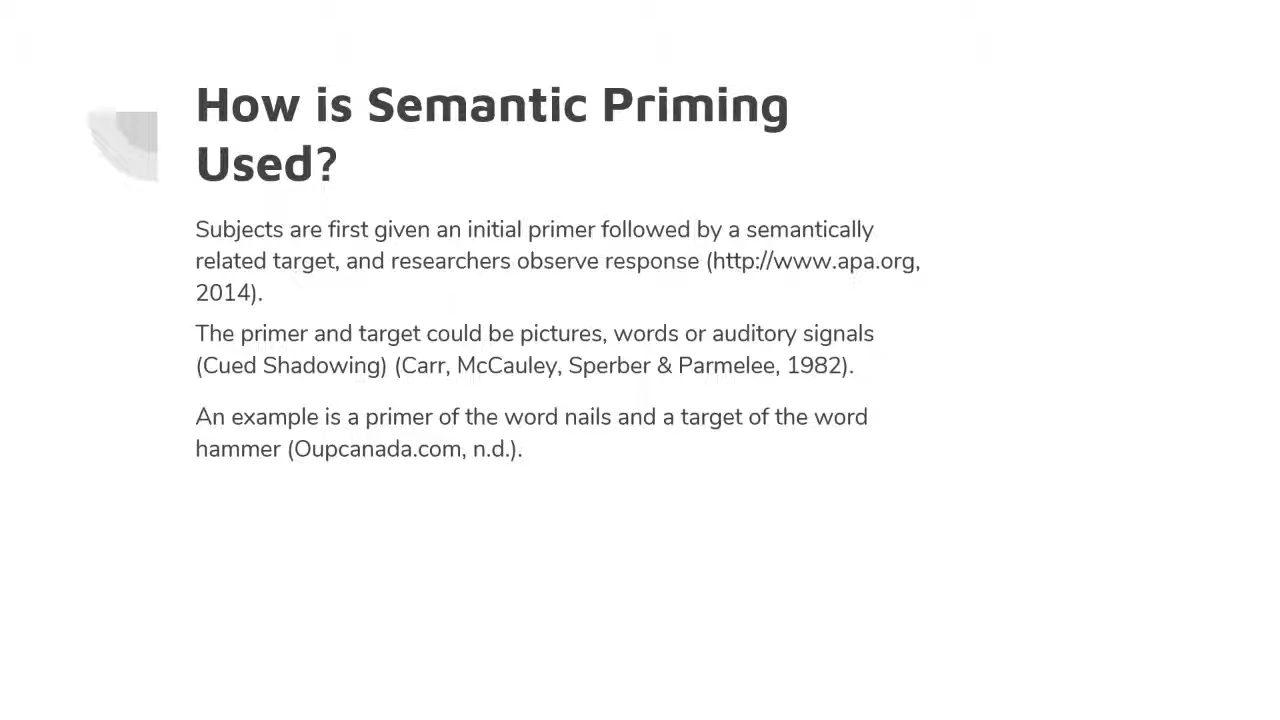 How is Semantic Priming
Used?
Subjects are first given an initial primer followed by a semantically
related target, and researchers observe response (http://www.apa.org,
2014).
The primer and target could be pictures, words or auditory signals
(Cued Shadowing) (Carr, McCauley, Sperber & Parmelee, 1982).
An example is a primer of the word nails and a target of the word
hammer (Oupcanada.com, n.d.).